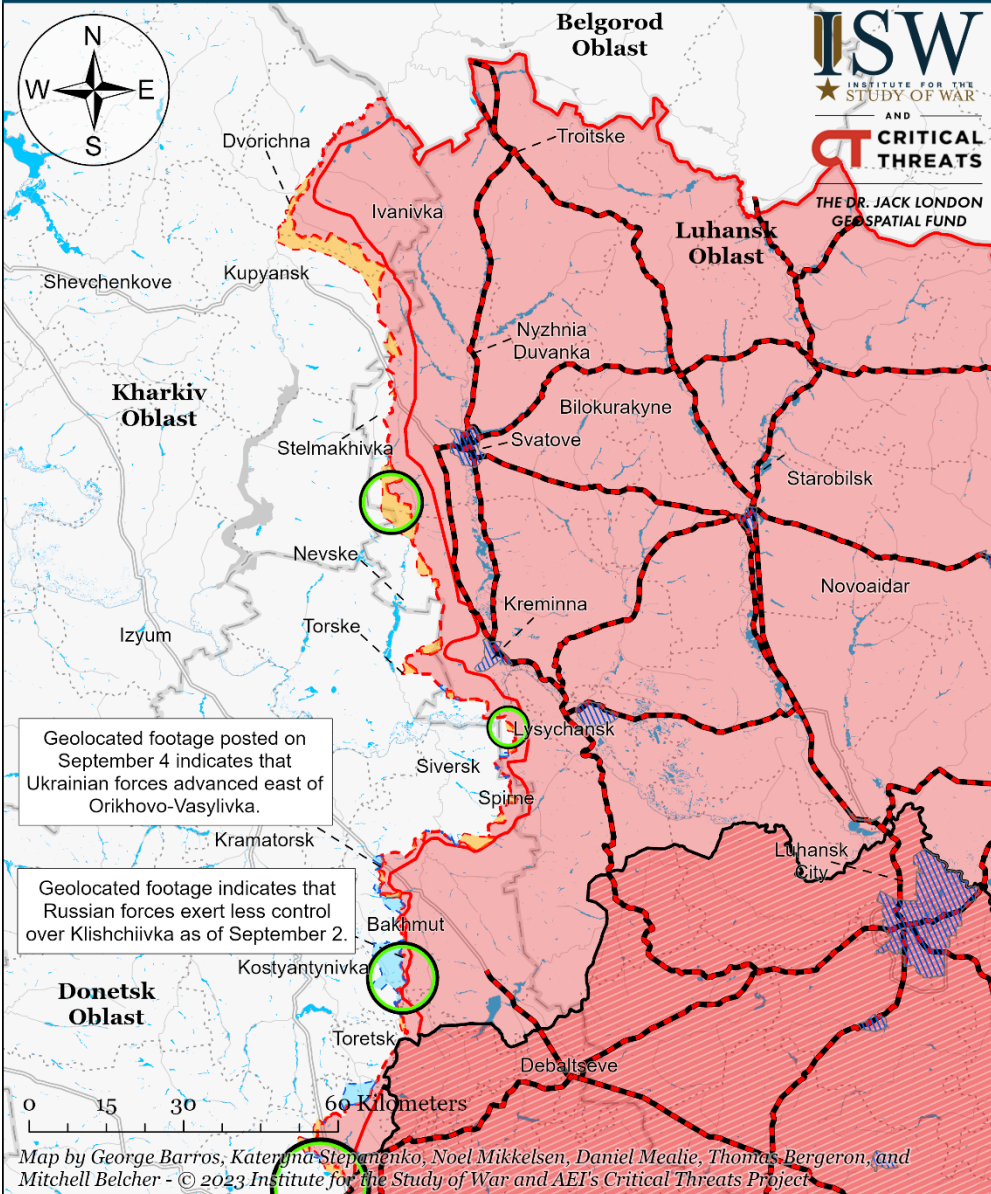 Belgorod
Oblast
ISW
INSTITUTE FOR THE
STUDY OF WAR
AND
CT CRITICAL
THREATS
THE DR. JACK LONDON
GEOSPATIAL FUND
N
W E
S
Dvorichna
Troitske
Ivanivka
Luhansk
Oblast
Shevchenkove
Kupyansk
Nyzhnia
Duvanka
Kharkiv
Oblast
Bilokurakyne
Stelmakhivka
Svatove
Starobilsk
Nevske
Novoaidar
Kreminna
Torske
Izyum
Geolocated footage posted on
September 4 indicates that
Ukrainian forces advanced east of
Orikhovo-Vasylivka.
Lysychansk
Siversk
Spirne
Kramatorsk
Luhansk
City
Geolocated footage indicates that
Russian forces exert less control
over Klishchiivka as of September 2.
Bakhmut
Kostyantynivka
Donetsk
Oblast
Toretsk
Debaltseve
0 15 30 60 Kilometers
Map by George Barros, Kateryna Stepanenko, Noel Mikkelsen, Daniel Mealie, Thomas Bergeron, and
Mitchell Belcher - © 2023 Institute for the Study of War and AEI's Critical Threats Project